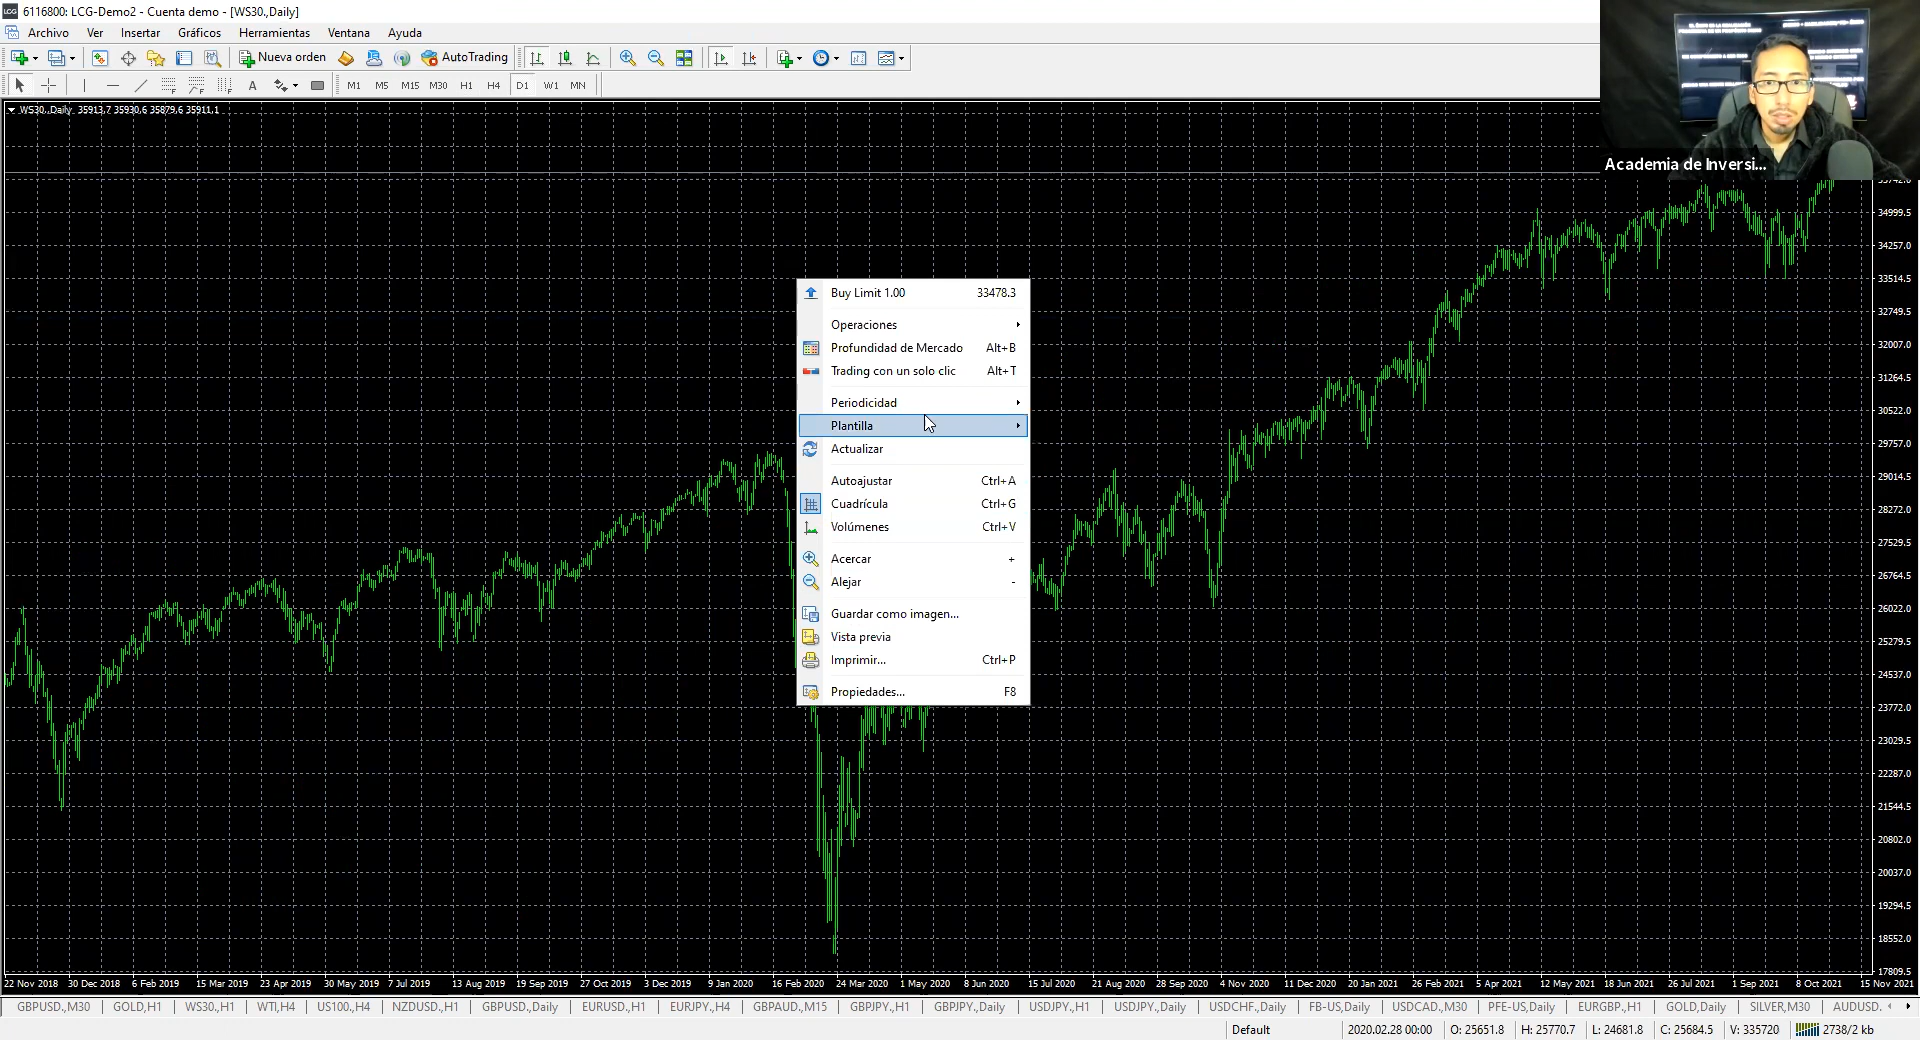 6116800: LCG-Demo2 - Cuenta demo - [WS30.,Daily]
Archivo Ver Insertar Gráficos Herramientas Ventana Ayuda
Nueva orden AutoTrading
A M1 M5 M15 M30 H1 H4 D1 W1 MN
WS30.,Daily 35913.7 35930.6 35879.6 35911.1
Academia de Inversi...
34999.5
34257.0
33514.5
32749.5
32007.0
31264.5
30522.0
29757.0
29014.5
28272.0
27529.5
26764.5
26022.0
25279.5
24537.0
23772.0
23029.5
22287.0
21544.5
20802.0
20037.0
19294.5
18552.0
17809.5
Buy Limit 1.00 33478.3
Operaciones
Profundidad de Mercado Alt+B
Trading con un solo clic Alt+T
Periodicidad
Plantilla
Actualizar
Autoajustar Ctrl+A
Cuadrícula Ctrl+G
Volúmenes Ctrl+V
Acercar +
Alejar -
Guardar como imagen...
Vista previa
Imprimir... Ctrl+P
Propiedades... F8
22 Nov 2018 30 Dec 2018 6 Feb 2019 15 Mar 2019 23 Apr 2019 30 May 2019 7 Jul 2019 13 Aug 2019 19 Sep 2019 27 Oct 2019 3 Dec 2019 9 Jan 2020 16 Feb 2020 24 Mar 2020 1 May 2020 8 Jun 2020 15 Jul 2020 21 Aug 2020 28 Sep 2020 4 Nov 2020 11 Dec 2020 20 Jan 2021 26 Feb 2021 5 Apr 2021 12 May 2021 18 Jun 2021 26 Jul 2021 1 Sep 2021 8 Oct 2021 15 Nov 2021
GBPUSD.,M30 GOLD,H1 WS30.,H1 WTI,H4 US100.,H4 NZDUSD.,H1 GBPUSD.,Daily EURUSD.,H1 EURJPY.,H4 GBPAUD.,M15 GBPJPY.,H1 GBPJPY.,Daily USDJPY.,H1 USDJPY.,Daily USDCHF.,Daily FB-US,Daily USDCAD.,M30 PFE-US,Daily EURGBP.,H1 GOLD,Daily SILVER,M30 AUDUSD.
Default 2020.02.28 00:00 O: 25651.8 H: 25770.7 L: 24681.8 C: 25684.5 V: 335720 2738/2 kb